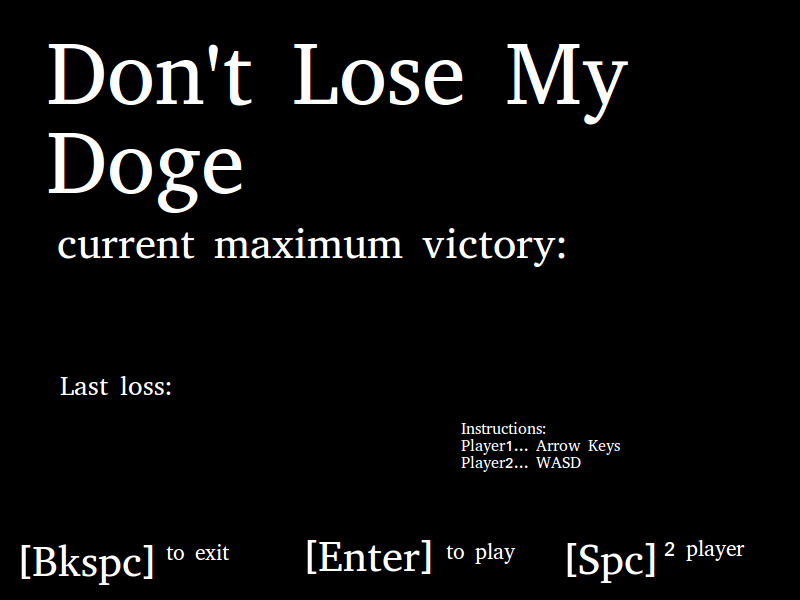 Don't Lose My
Doge
current maximum victory:
Last loss:
Instructions:
Player1... Arrow Keys
Player2... WASD
[Bkspc] to exit [Enter] to play [Spc] 2 player